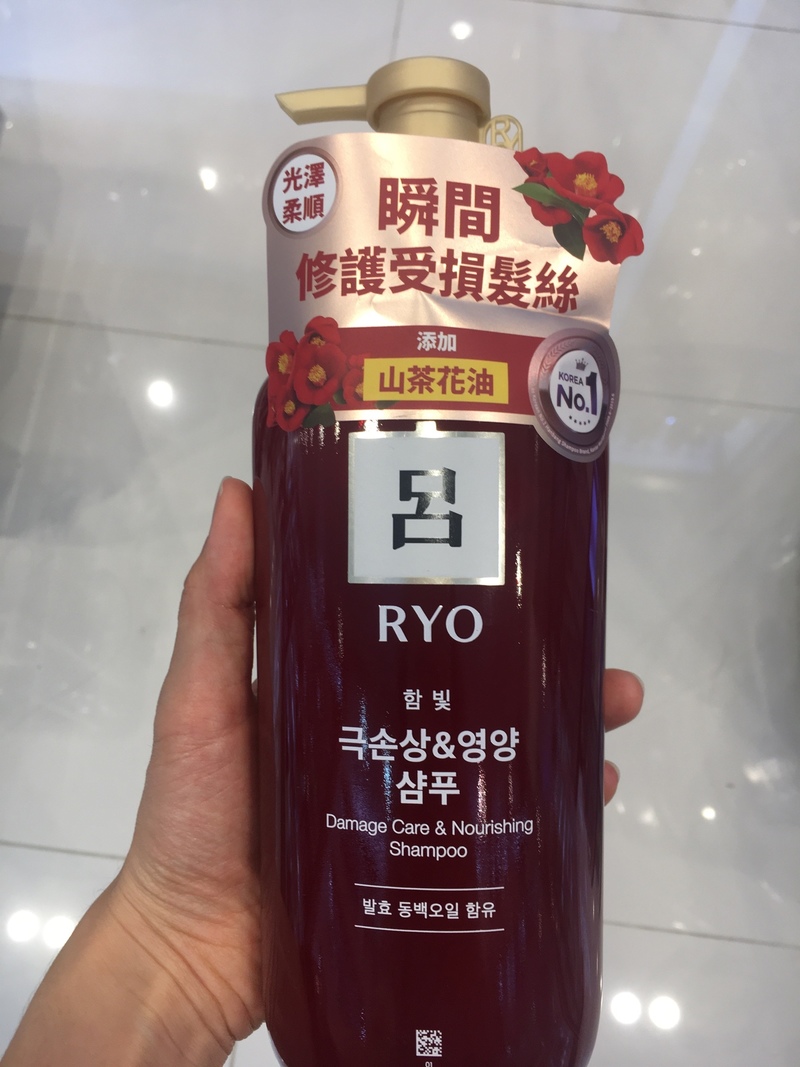 光澤
柔順
瞬間
修護受損髮絲
添加
山茶花油
KOREA
No.1
呂
RYO
함빛
극손상&영양
샴푸
Damage Care & Nourishing
Shampoo
발효 동백오일 함유
01